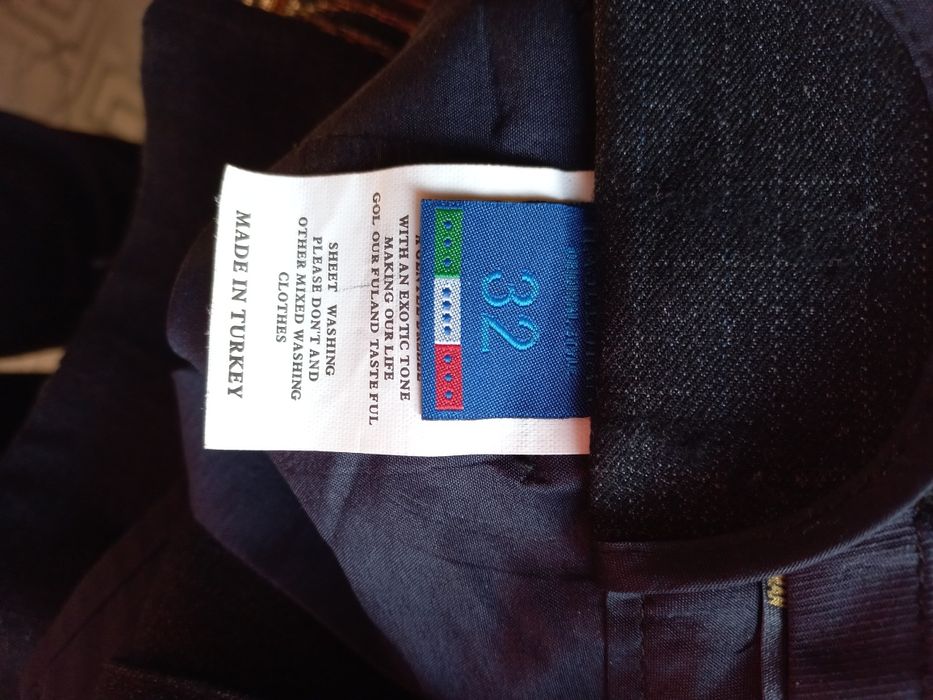 32
WITH AN EXOTIC TONE
MAKING OUR LIFE
GOL OUR FULAND TASTE FUL
SHEET WASHING
PLEASE DON'T AND
OTHER MIXED WASHING
CLOTHES
MADE IN TURKEY